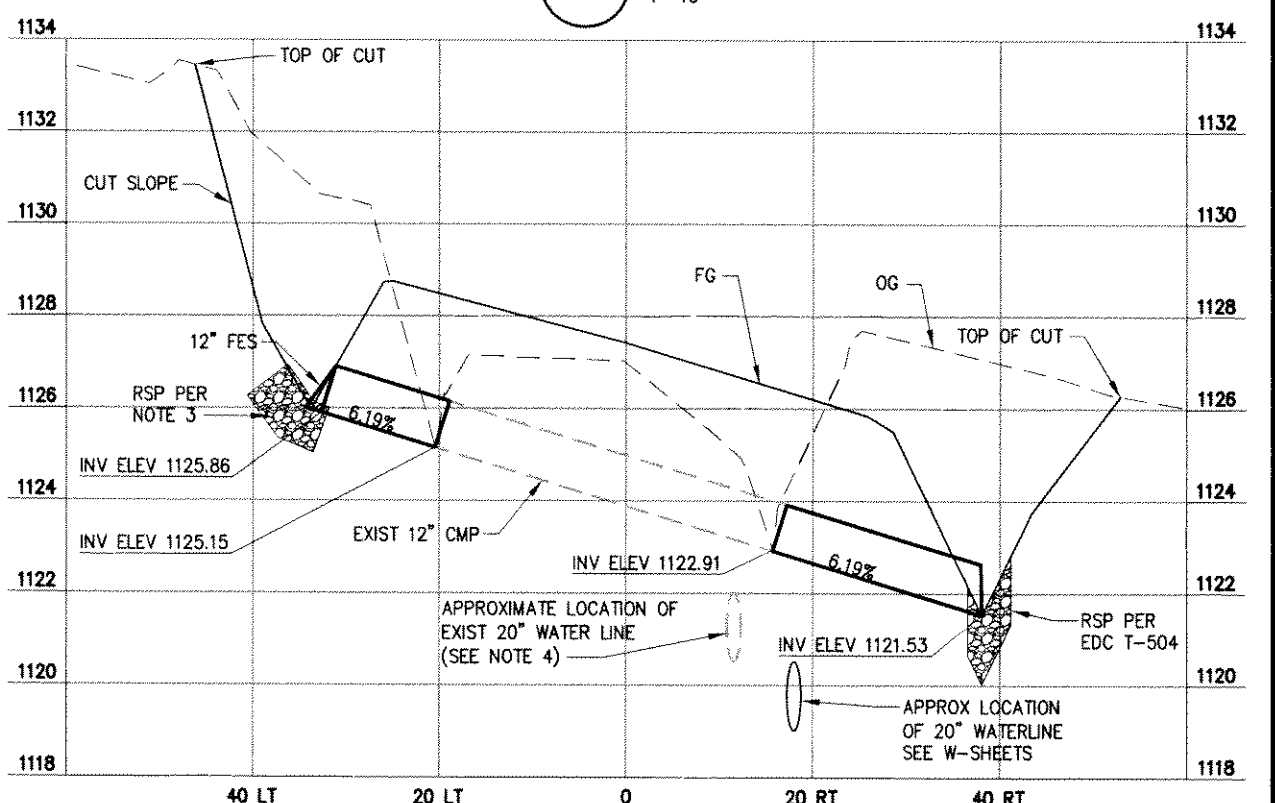 1134
1134
TOP OF CUT
1132
1132
CUT SLOPE
1130
1130
FG
OG
1128
1128
12" FES
TOP OF CUT
RSP PER
NOTE 3
1126
1126
6.19%
INV ELEV 1125.86
1124
1124
EXIST 12" CMP
INV ELEV 1125.15
INV ELEV 1122.91
6.19%
1122
1122
APPROXIMATE LOCATION OF
EXIST 20" WATER LINE
(SEE NOTE 4)
RSP PER
EDC T-504
INV ELEV 1121.53
1120
1120
APPROX LOCATION
OF 20" WATERLINE
SEE W-SHEETS
1118
1118
40 LT
20 LT
0
20 RT
40 RT